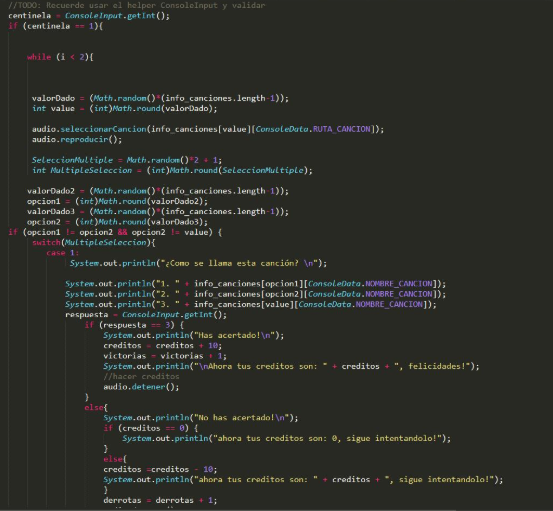 //TODO: Recuerde usar el helper ConsoleInput y validar
centinela = ConsoleInput.getInt();
if (centinela == 1){
while (i < 2){
valorDado = (Math.random()*(info_canciones.length-1));
int value = (int)Math.round(valorDado);
audio.seleccionarCancion(info_canciones[value][ConsoleData.RUTA_CANCION]);
audio.reproducir();
SeleccionMultiple = Math.random()*2 + 1;
int MultipleSeleccion = (int)Math.round(SeleccionMultiple);
valorDado2 = (Math.random()*(info_canciones.length-1));
opcion1 = (int)Math.round(valorDado2);
valorDado3 = (Math.random()*(info_canciones.length-1));
opcion2 = (int)Math.round(valorDado3);
if (opcion1 != opcion2 && opcion2 != value) {
switch(MultipleSeleccion){
case 1:
System.out.println("¿Como se llama esta canción? \n");
System.out.println("1. " + info_canciones[opcion1][ConsoleData.NOMBRE_CANCION]);
System.out.println("2. " + info_canciones[opcion2][ConsoleData.NOMBRE_CANCION]);
System.out.println("3. " + info_canciones[value][ConsoleData.NOMBRE_CANCION]);
respuesta = ConsoleInput.getInt();
if (respuesta == 3) {
System.out.println("Has acertado!\n");
creditos = creditos + 10;
victorias = victorias + 1;
System.out.println("\nAhora tus creditos son: " + creditos + ", felicidades!");
//hacer creditos
audio.detener();
}
else{
System.out.println("No has acertado!\n");
if (creditos == 0) {
System.out.println("ahora tus creditos son: 0, sigue intentandolo!");
}
else{
creditos =creditos - 10;
System.out.println("ahora tus creditos son: " + creditos + ", sigue intentandolo!");
}
derrotas = derrotas + 1;